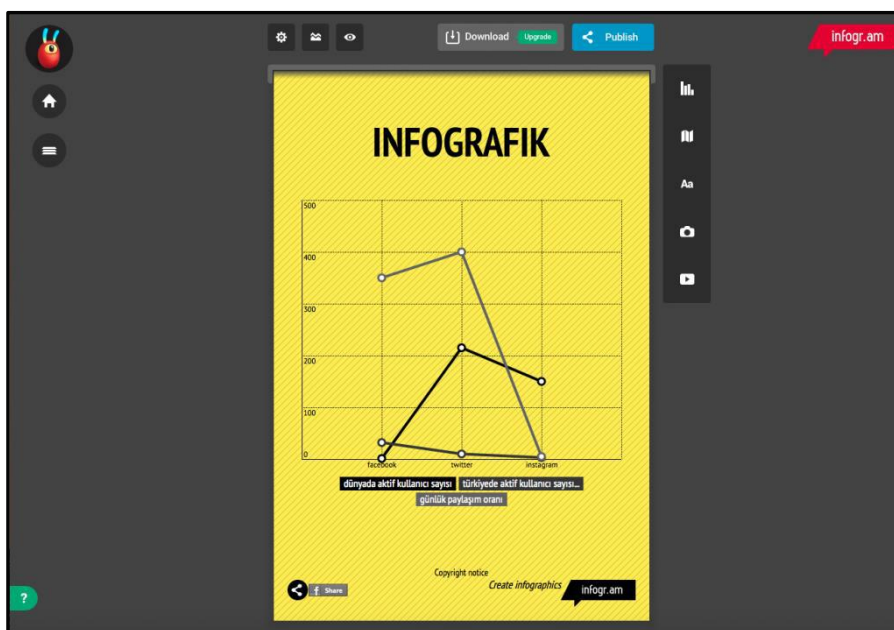 Download Upgrade Publish
infogr.am
INFOGRAFIK
Aa
500
400
300
200
100
0
facebook twitter instagram
dünyada aktif kullanıcı sayısı türkiyede aktif kullanıcı sayısı...
günlük paylaşım oranı
Copyright notice
Create infographics infogr.am
f Share
?